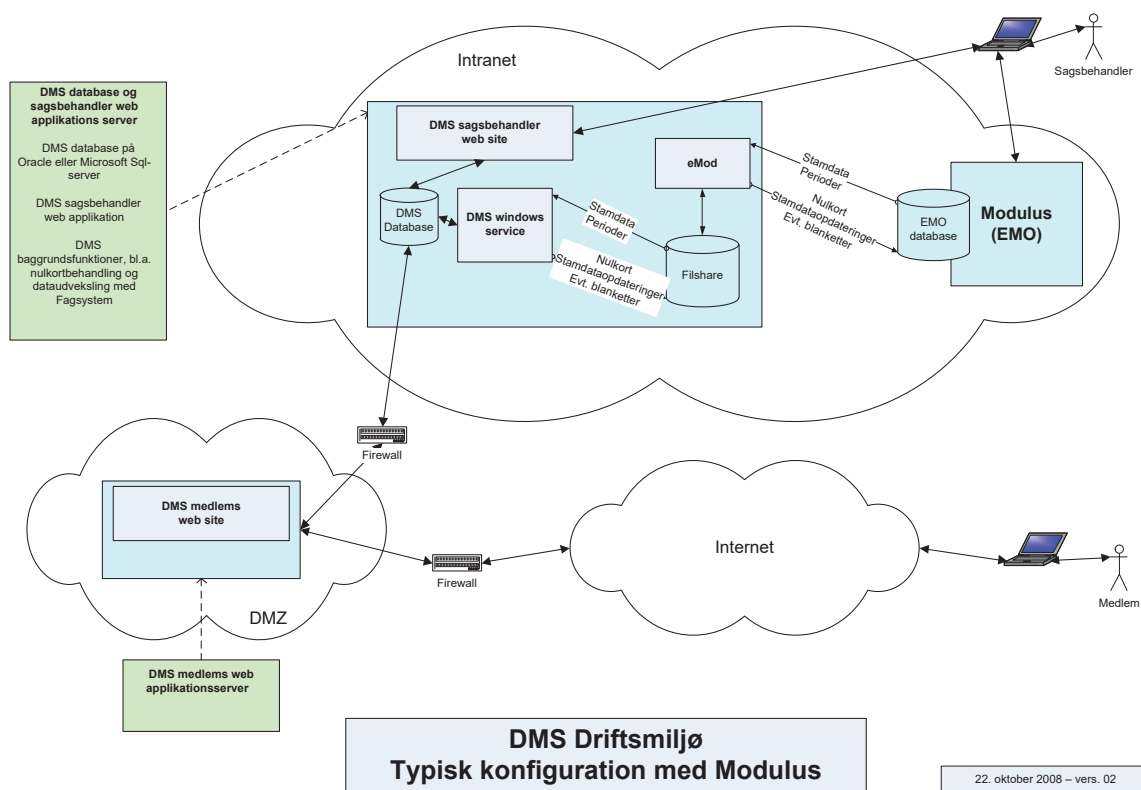 Intranet
Sagsbehandler
DMS database og
sagsbehandler web
applikations server
DMS database på
Oracle eller Microsoft Sql-
server
DMS sagsbehandler
web applikation
DMS
baggrundsfunktioner, bl.a.
nulkortbehandling og
dataudveksling med
Fagsystem
DMS sagsbehandler
web site
eMod
DMS
Database
DMS windows
service
Stamdata
Perioder
Nulkort
Stamdataopdateringer
Evt. blanketter
Filshare
Stamdata
Perioder
Nulkort
Stamdataopdateringer
Evt. blanketter
EMO
database
Modulus
(EMO)
Firewall
DMS medlems
web site
DMZ
Firewall
Internet
Medlem
DMS medlems web
applikationsserver
DMS Driftsmiljø
Typisk konfiguration med Modulus
22. oktober 2008 – vers. 02